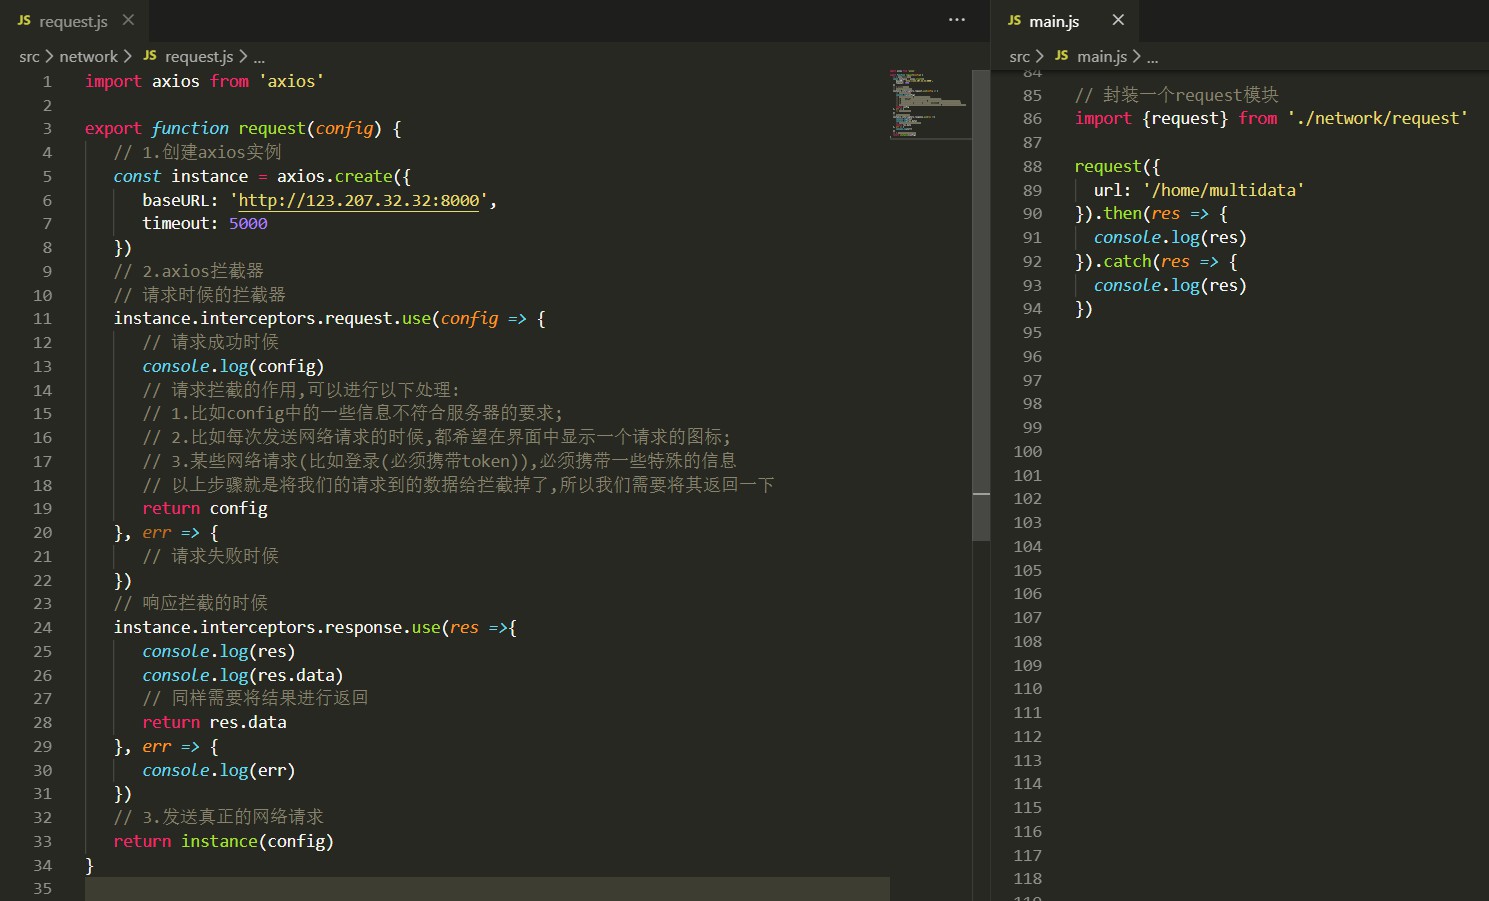 JS request.js ×
src > network > JS request.js > ...
1 import axios from 'axios'
2
3 export function request(config) {
4 // 1.创建axios实例
5 const instance = axios.create({
6 baseURL: 'http://123.207.32.32:8000',
7 timeout: 5000
8 })
9 // 2.axios拦截器
10 // 请求时候的拦截器
11 instance.interceptors.request.use(config => {
12 // 请求成功时候
13 console.log(config)
14 // 请求拦截的作用,可以进行以下处理:
15 // 1.比如config中的一些信息不符合服务器的要求;
16 // 2.比如每次发送网络请求的时候,都希望在界面中显示一个请求的图标;
17 // 3.某些网络请求(比如登录(必须携带token)),必须携带一些特殊的信息
18 // 以上步骤就是将我们的请求到的数据给拦截掉了,所以我们需要将其返回一下
19 return config
20 }, err => {
21 // 请求失败时候
22 })
23 // 响应拦截的时候
24 instance.interceptors.response.use(res =>{
25 console.log(res)
26 console.log(res.data)
27 // 同样需要将结果进行返回
28 return res.data
29 }, err => {
30 console.log(err)
31 })
32 // 3.发送真正的网络请求
33 return instance(config)
34 }
35
JS main.js ×
src > JS main.js > ...
84
85 // 封装一个request模块
86 import {request} from './network/request'
87
88 request({
89 url: '/home/multidata'
90 }).then(res => {
91 console.log(res)
92 }).catch(res => {
93 console.log(res)
94 })
95
96
97
98
99
100
101
102
103
104
105
106
107
108
109
110
111
112
113
114
115
116
117
118